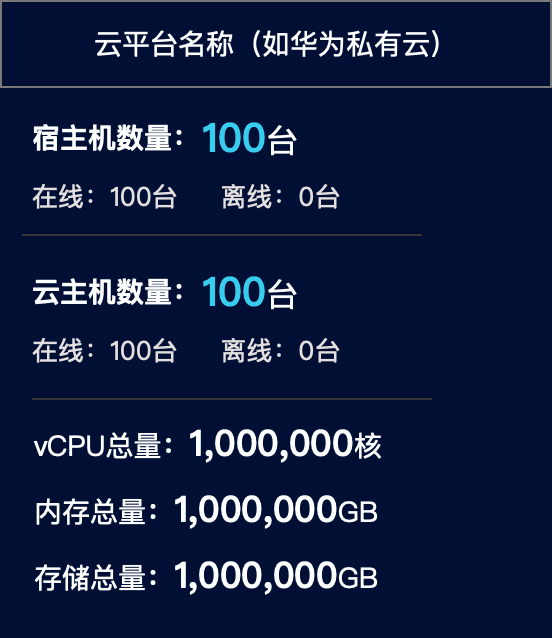 云平台名称（如华为私有云）
宿主机数量：100台
在线：100台 离线：0台
云主机数量：100台
在线：100台 离线：0台
vCPU总量：1,000,000核
内存总量：1,000,000GB
存储总量：1,000,000GB